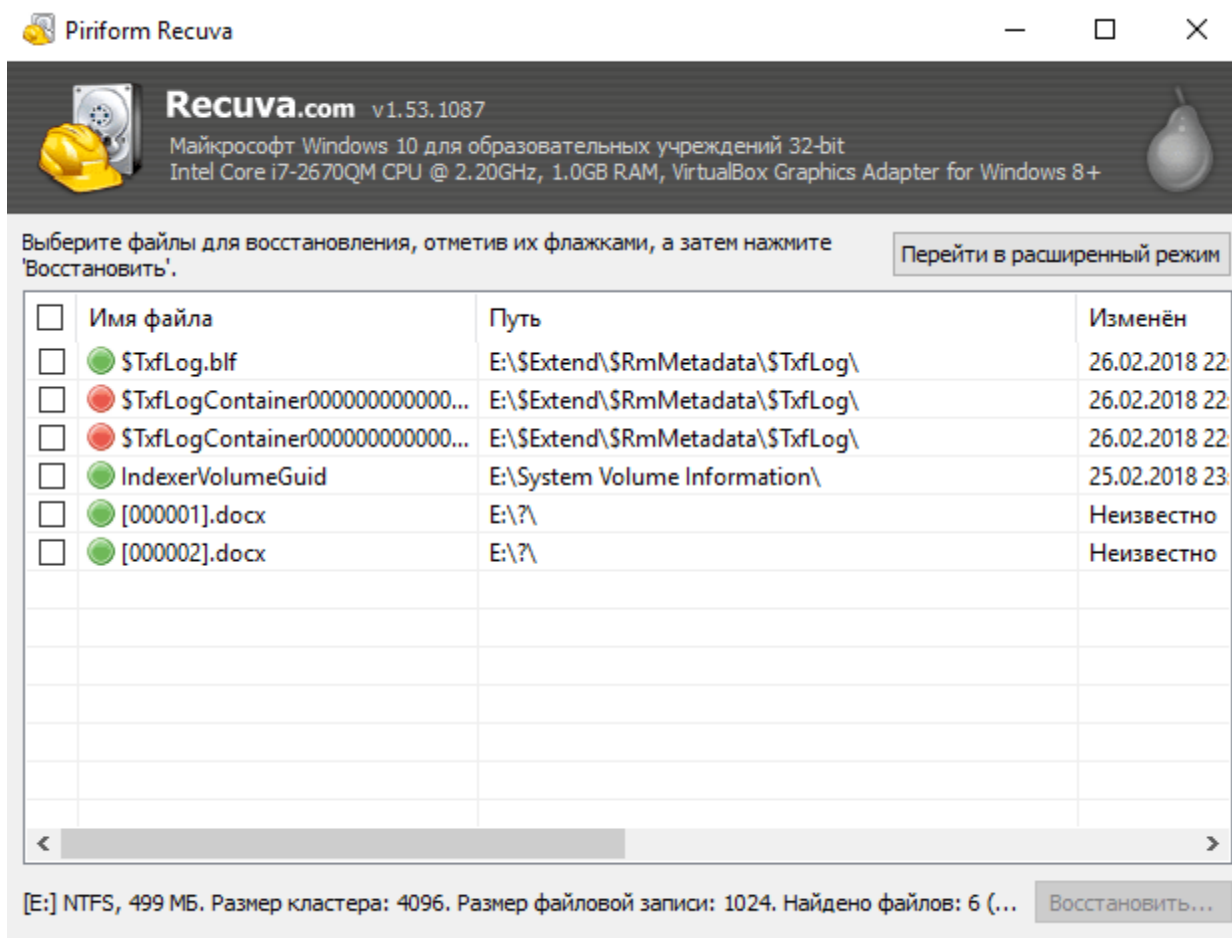 Piriform Recuva
Recuva.com v1.53.1087
Майкрософт Windows 10 для образовательных учреждений 32-bit
Intel Core i7-2670QM CPU @ 2.20GHz, 1.0GB RAM, VirtualBox Graphics Adapter for Windows 8+
Выберите файлы для восстановления, отметив их флажками, а затем нажмите
'Восстановить'.
Перейти в расширенный режим
Имя файла Путь Изменён
$TxfLog.blf E:\$Extend\$RmMetadata\$TxfLog\ 26.02.2018 22:
$TxfLogContainer000000000000... E:\$Extend\$RmMetadata\$TxfLog\ 26.02.2018 22:
$TxfLogContainer000000000000... E:\$Extend\$RmMetadata\$TxfLog\ 26.02.2018 22:
IndexerVolumeGuid E:\System Volume Information\ 25.02.2018 23:
[000001].docx E:\?\ Неизвестно
[000002].docx E:\?\ Неизвестно
[E:] NTFS, 499 МБ. Размер кластера: 4096. Размер файловой записи: 1024. Найдено файлов: 6 (... Восстановить...